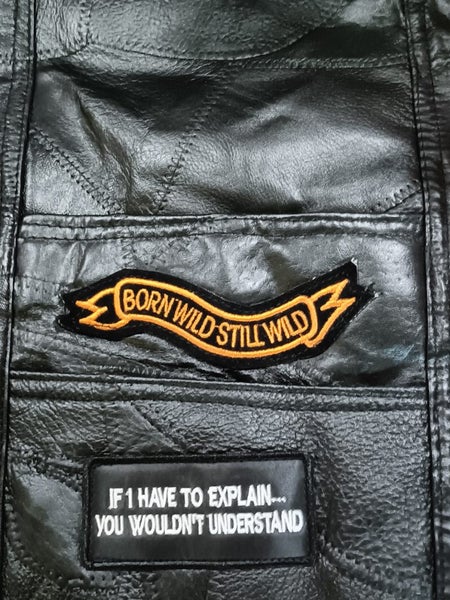 BORN WILD-STILL WILD
IF I HAVE TO EXPLAIN...
YOU WOULDN'T UNDERSTAND